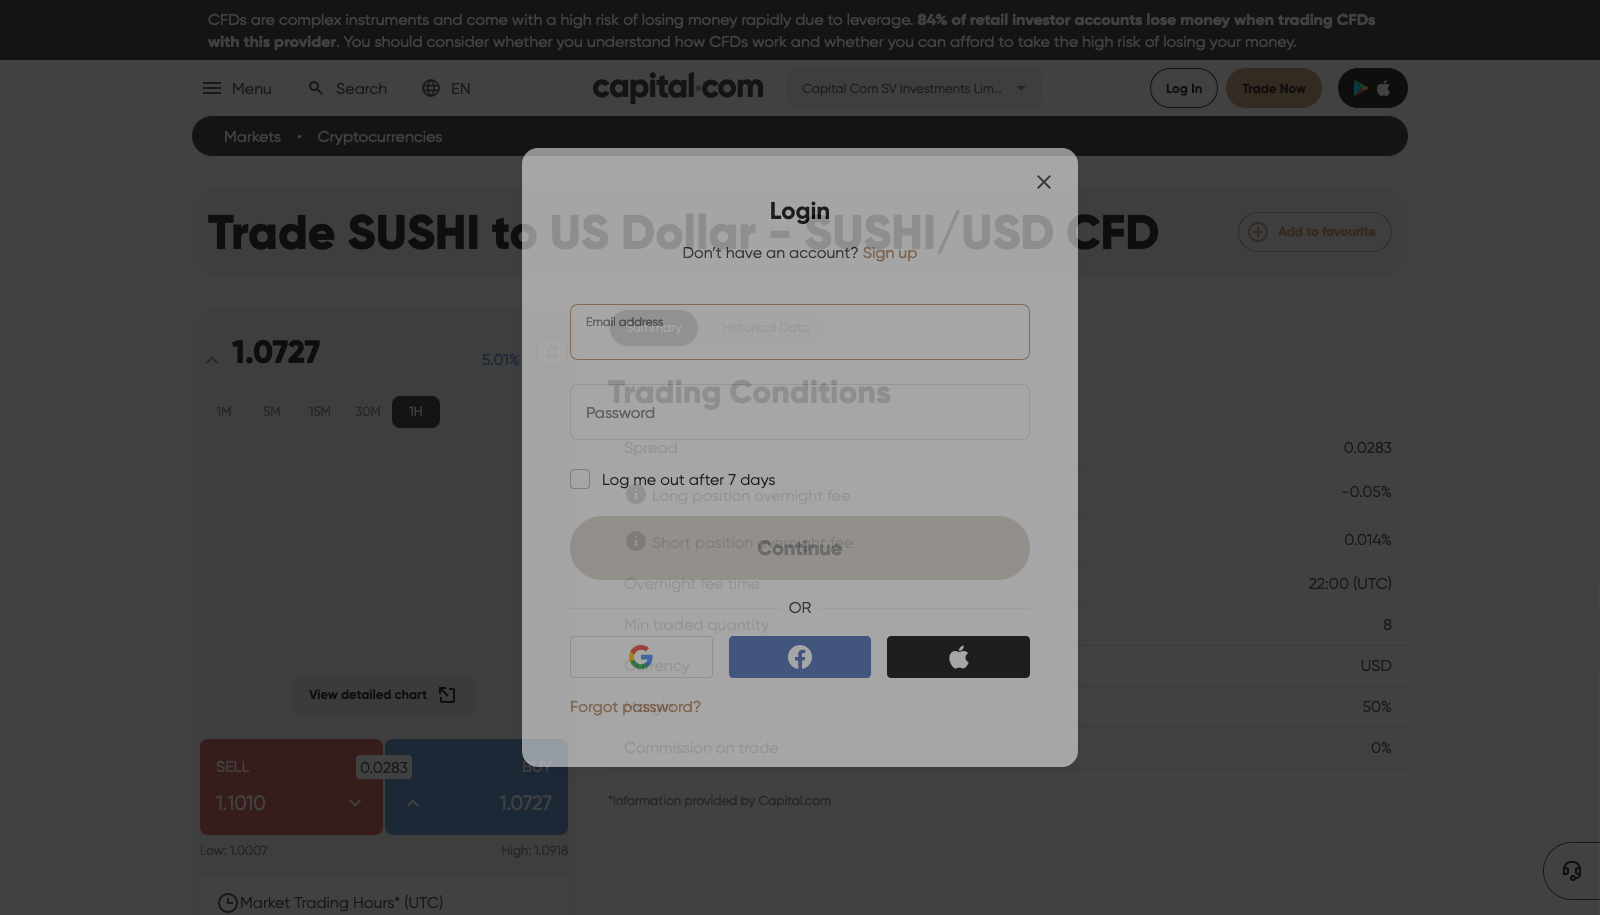 CFDs are complex instruments and come with a high risk of losing money rapidly due to leverage. 84% of retail investor accounts lose money when trading CFDs
with this provider. You should consider whether you understand how CFDs work and whether you can afford to take the high risk of losing your money.
Menu
Search
EN
capital.com
Capital Com SV Investments Lim...
Log In
Trade Now
Markets • Cryptocurrencies
Trade SUSHI to US Dollar - SUSHI/USD CFD
Add to favourite
Login
Don't have an account? Sign up
Email address
Summary
Historical Data
1.0727
5.01%
1M
5M
15M
30M
1H
Trading Conditions
Password
Spread
0.0283
Log me out after 7 days
Long position overnight fee
-0.05%
Short position overnight fee
0.014%
Continue
Overnight fee time
22:00 (UTC)
OR
Min traded quantity
8
Currency
USD
Forgot password?
Margin
50%
Commission on trade
0%
*Information provided by Capital.com
View detailed chart
SELL
0.0283
BUY
1.1010
1.0727
Low: 1.0007
High: 1.0918
Market Trading Hours* (UTC)